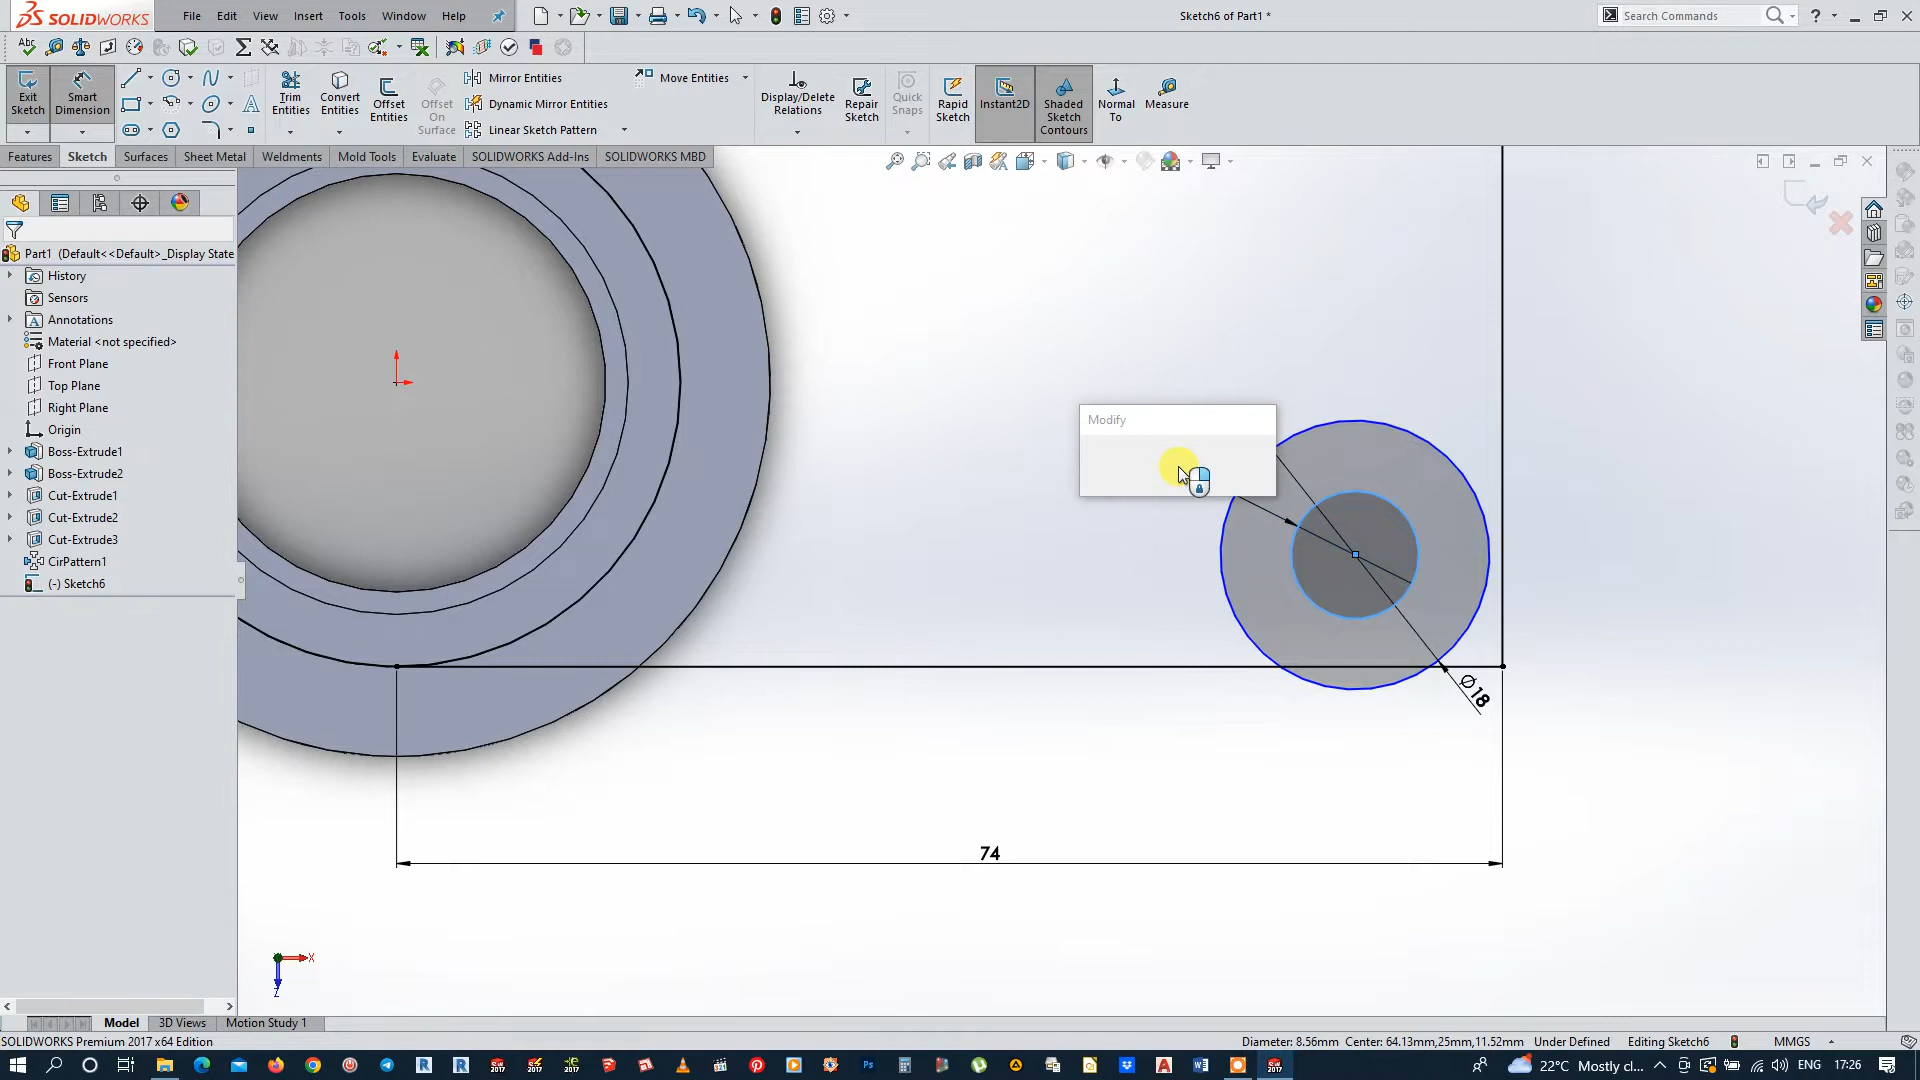 SOLIDWORKS File Edit View Insert Tools Window Help Sketch6 of Part1 * Search Commands
Exit Sketch Smart Dimension Trim Entities Convert Entities Offset Entities Offset On Surface Mirror Entities Dynamic Mirror Entities Linear Sketch Pattern Move Entities Display/Delete Relations Repair Sketch Quick Snaps Rapid Sketch Instant2D Shaded Sketch Contours Normal To Measure
Features Sketch Surfaces Sheet Metal Weldments Mold Tools Evaluate SOLIDWORKS Add-Ins SOLIDWORKS MBD
Part1 (Default<<Default>_Display State
History
Sensors
Annotations
Material <not specified>
Front Plane
Top Plane
Right Plane
Origin
Boss-Extrude1
Boss-Extrude2
Cut-Extrude1
Cut-Extrude2
Cut-Extrude3
CirPattern1
(-) Sketch6
Modify
∅18
74
X
Z
Model 3D Views Motion Study 1
SOLIDWORKS Premium 2017 x64 Edition Diameter: 8.56mm Center: 64.13mm,25mm,11.52mm Under Defined Editing Sketch6 MMGS
22°C Mostly cl... ENG 17:26